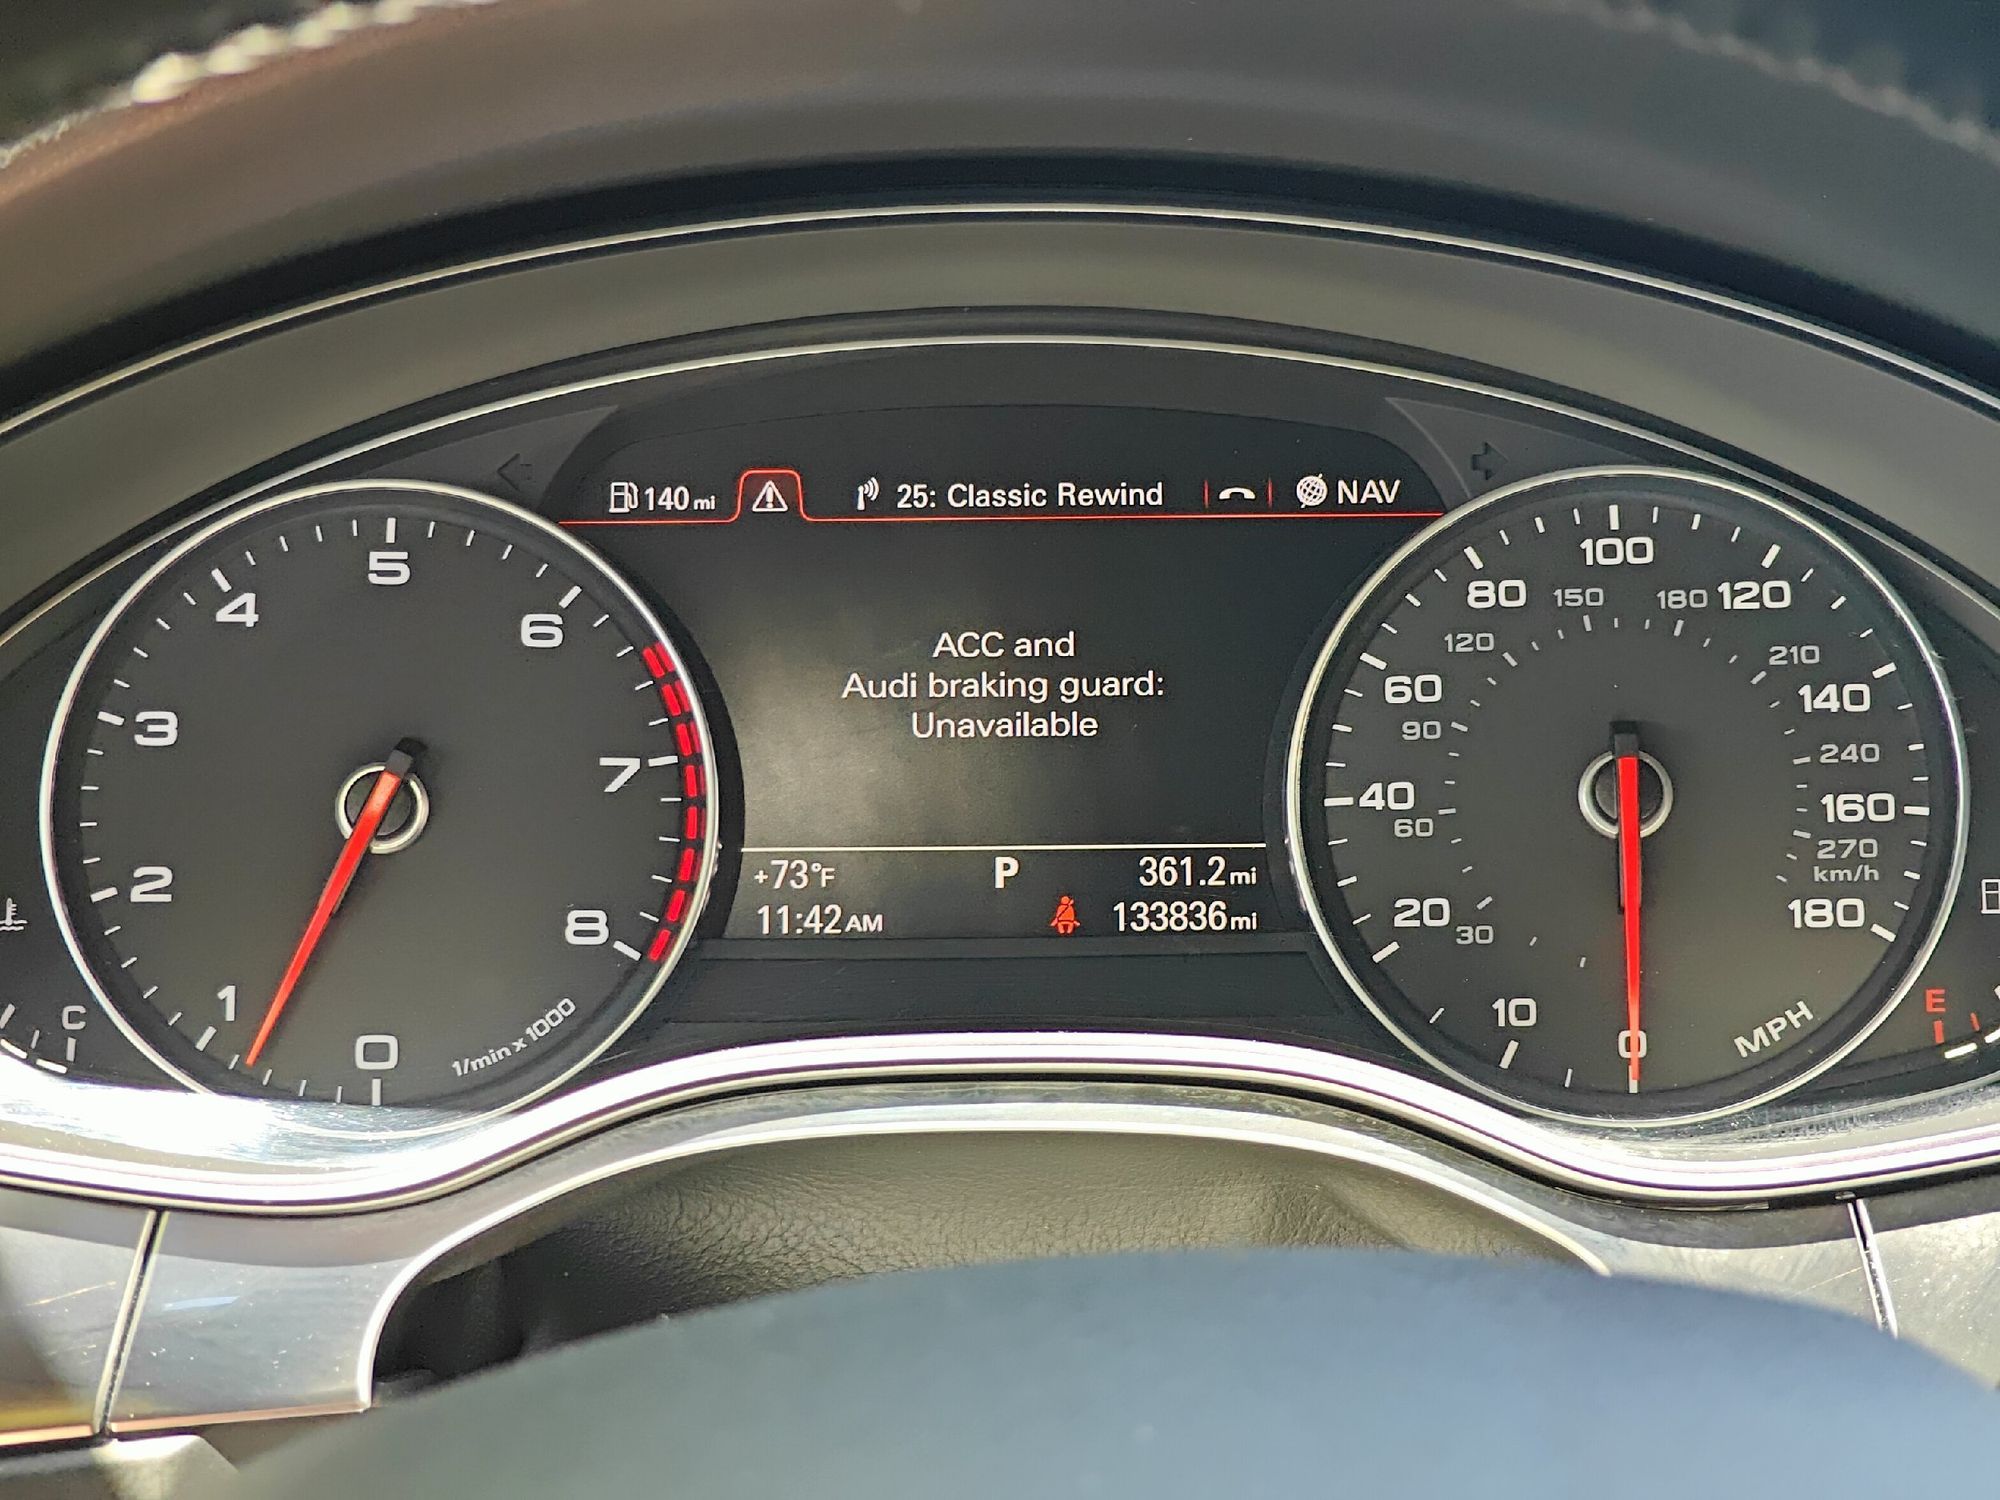 140 mi
25: Classic Rewind
NAV
ACC and
Audi braking guard:
Unavailable
+73°F
P
361.2 mi
11:42 AM
133836 mi
0
1
2
3
4
5
6
7
8
1/min x 1000
C
0
10
20
40
60
80
100
120
140
160
180
MPH
30
60
90
120
150
180
210
240
270
km/h
E